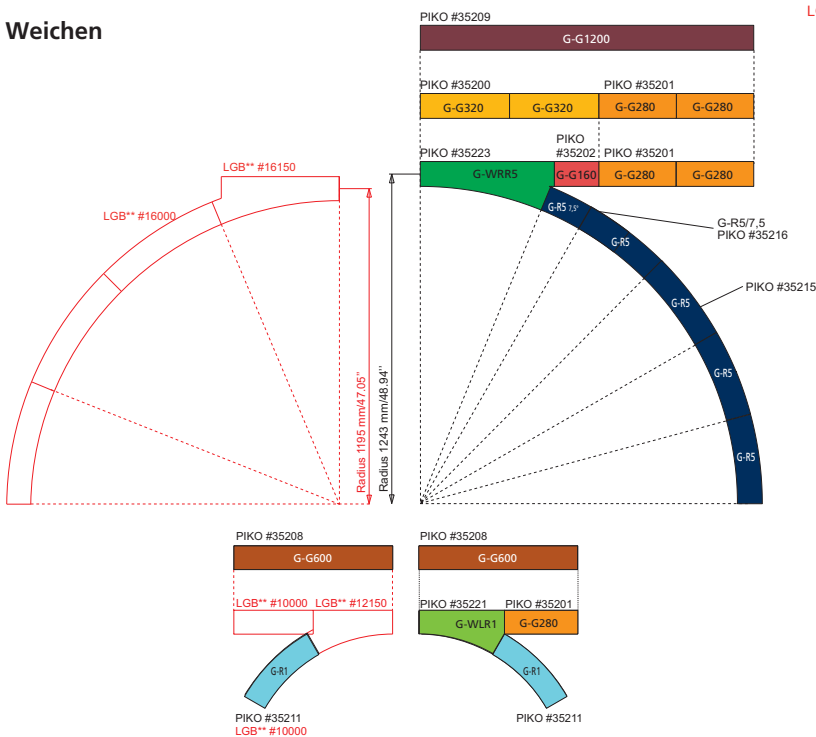 Weichen
PIKO #35209
L
G-G1200
PIKO #35200
PIKO #35201
G-G320
G-G320
G-G280
G-G280
PIKO #35223
PIKO
#35202
PIKO #35201
G-WRR5
G-G160
G-G280
G-G280
LGB** #16150
LGB** #16000
G-R5 7,5°
G-R5/7,5
PIKO #35216
G-R5
PIKO #35215
G-R5
G-R5
G-R5
Radius 1195 mm/47.05"
Radius 1243 mm/48.94"
PIKO #35208
G-G600
LGB** #10000
LGB** #12150
G-R1
PIKO #35211
LGB** #10000
PIKO #35208
G-G600
PIKO #35221
PIKO #35201
G-WLR1
G-G280
G-R1
PIKO #35211